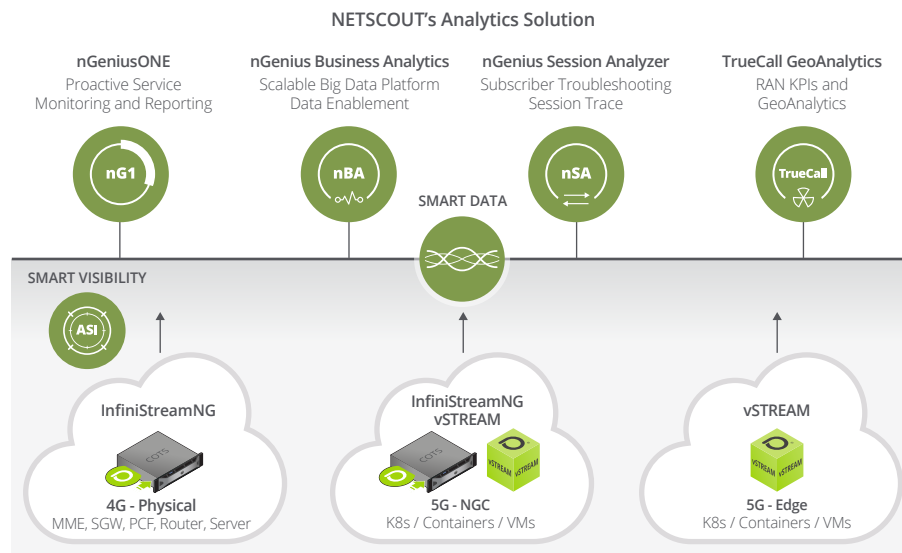 NETSCOUT's Analytics Solution
nGeniusONE
Proactive Service
Monitoring and Reporting
nGenius Business Analytics
Scalable Big Data Platform
Data Enablement
nGenius Session Analyzer
Subscriber Troubleshooting
Session Trace
TrueCall GeoAnalytics
RAN KPIs and
GeoAnalytics
nG1
nBA
nSA
TrueCall
SMART DATA
SMART VISIBILITY
ASI
InfiniStreamNG
COTS
4G - Physical
MME, SGW, PCF, Router, Server
InfiniStreamNG
vSTREAM
COTS
vSTREAM
vSTREAM
5G - NGC
K8s / Containers / VMs
vSTREAM
vSTREAM
vSTREAM
5G - Edge
K8s / Containers / VMs